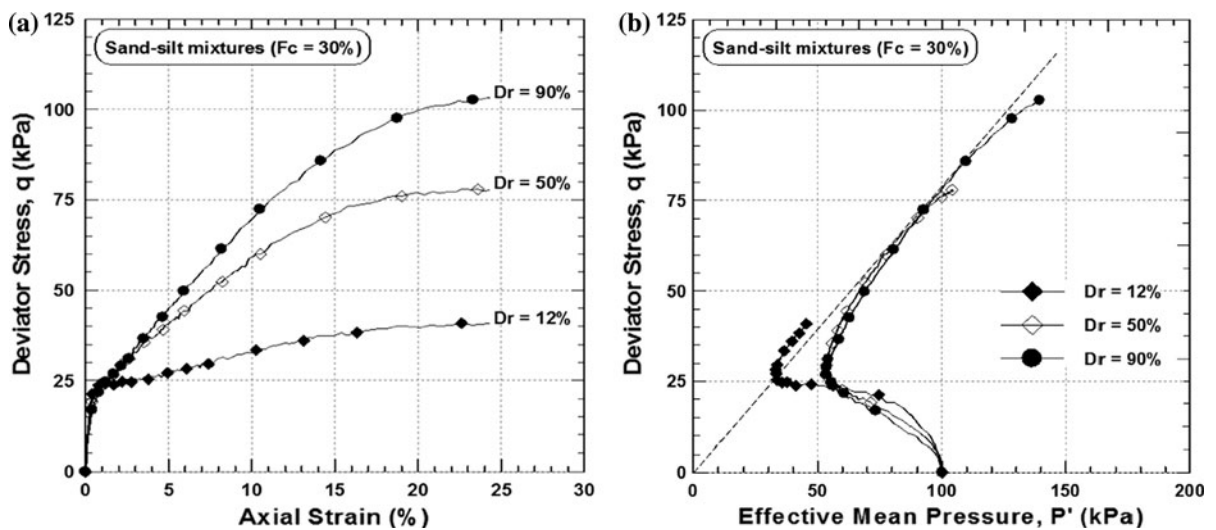 (a)
Sand-silt mixtures (Fc = 30%)
Dr = 90%
Dr = 50%
Dr = 12%
125
100
75
50
25
0
0 5 10 15 20 25 30
Deviator Stress, q (kPa)
Axial Strain (%)
(b)
Sand-silt mixtures (Fc = 30%)
Dr = 12%
Dr = 50%
Dr = 90%
125
100
75
50
25
0
0 50 100 150 200
Deviator Stress, q (kPa)
Effective Mean Pressure, P' (kPa)